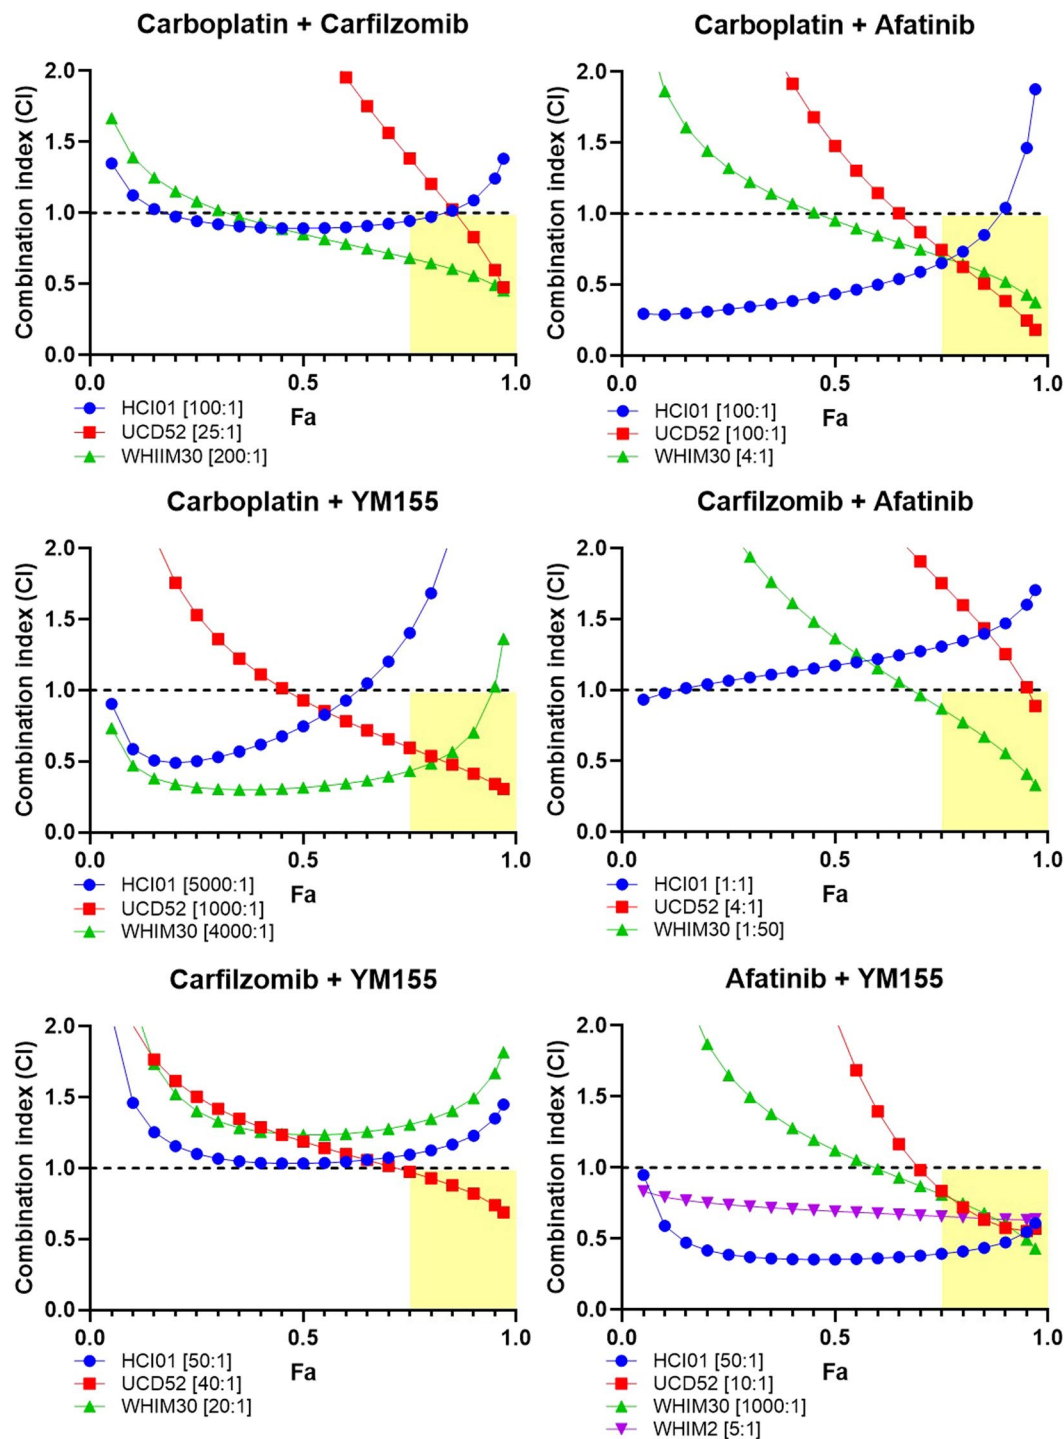 Carboplatin + Carfilzomib
Combination index (CI)
2.0
1.5
1.0
0.5
0.0
0.0 0.5 1.0
Fa
HCI01 [100:1]
UCD52 [25:1]
WHIIM30 [200:1]
Carboplatin + Afatinib
Combination index (CI)
2.0
1.5
1.0
0.5
0.0
0.0 0.5 1.0
Fa
HCI01 [100:1]
UCD52 [100:1]
WHIM30 [4:1]
Carboplatin + YM155
Combination index (CI)
2.0
1.5
1.0
0.5
0.0
0.0 0.5 1.0
Fa
HCI01 [5000:1]
UCD52 [1000:1]
WHIM30 [4000:1]
Carfilzomib + Afatinib
Combination index (CI)
2.0
1.5
1.0
0.5
0.0
0.0 0.5 1.0
Fa
HCI01 [1:1]
UCD52 [4:1]
WHIM30 [1:50]
Carfilzomib + YM155
Combination index (CI)
2.0
1.5
1.0
0.5
0.0
0.0 0.5 1.0
Fa
HCI01 [50:1]
UCD52 [40:1]
WHIM30 [20:1]
Afatinib + YM155
Combination index (CI)
2.0
1.5
1.0
0.5
0.0
0.0 0.5 1.0
Fa
HCI01 [50:1]
UCD52 [10:1]
WHIM30 [1000:1]
WHIM2 [5:1]